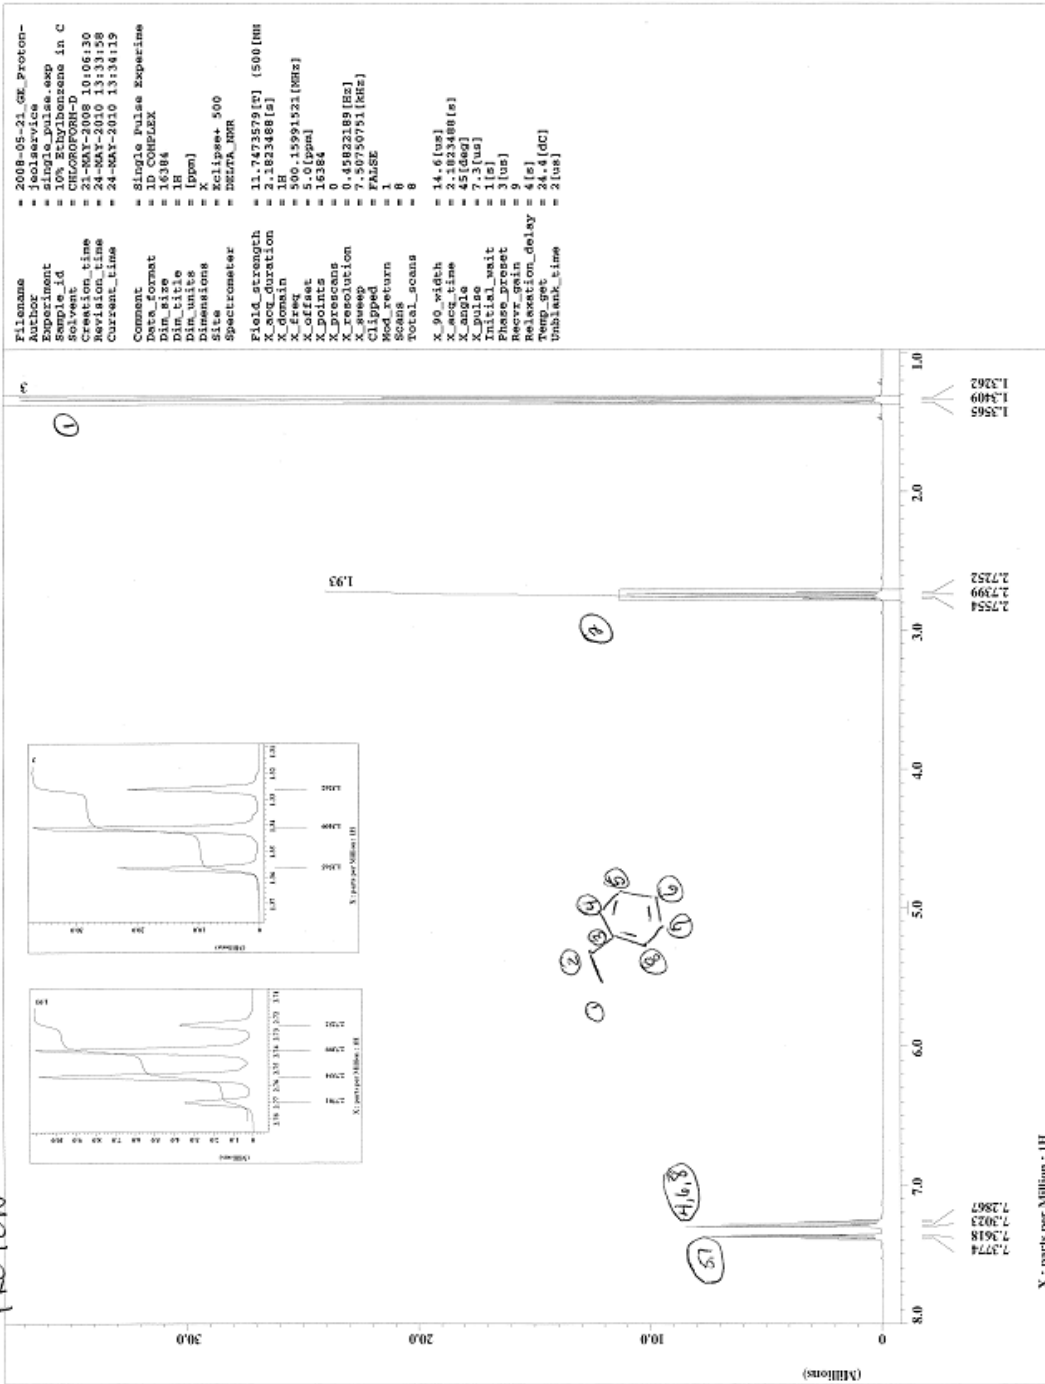 PROTON
Filename = 2008-05-21_GE_Proton-
Author = jeolservice
Experiment = single_pulse.exp
Sample_id = 10% Ethylbenzene in C
Solvent = CHLOROFORM-D
Creation_time = 21-MAY-2008 10:06:30
Revision_time = 24-MAY-2010 13:33:58
Current_time = 24-MAY-2010 13:34:19
Comment = Single Pulse Experime
Data_format = 1D COMPLEX
Dim_size = 16384
Dim_title = 1H
Dim_units = [ppm]
Dimensions = X
Site = Eclipse+ 500
Spectrometer = DELTA_NMR
Field_strength = 11.7473579[T] (500[MH
X_acq_duration = 2.1823488[s]
X_domain = 1H
X_freq = 500.15991521[MHz]
X_offset = 5.0[ppm]
X_points = 16384
X_prescans = 0
X_resolution = 0.45822189[Hz]
X_sweep = 7.50750751[kHz]
Clipped = FALSE
Mod_return = 1
Scans = 8
Total_scans = 8
X_90_width = 14.6[us]
X_acq_time = 2.1823488[s]
X_angle = 45[deg]
X_pulse = 7.3[us]
Initial_wait = 1[s]
Phase_preset = 3[us]
Recvr_gain = 9
Relaxation_delay = 4[s]
Temp_get = 24.4[dC]
Unblank_time = 2[us]
(Millions)
0 10.0 20.0 30.0
3
1
1.93
2
1
2
3
4
5
6
7
8
4,6,8
5,7
8.0 7.0 6.0 5.0 4.0 3.0 2.0 1.0
7.3774
7.3618
7.3023
7.2867
2.7554
2.7399
2.7252
1.3565
1.3409
1.3262
X : parts per Million : 1H